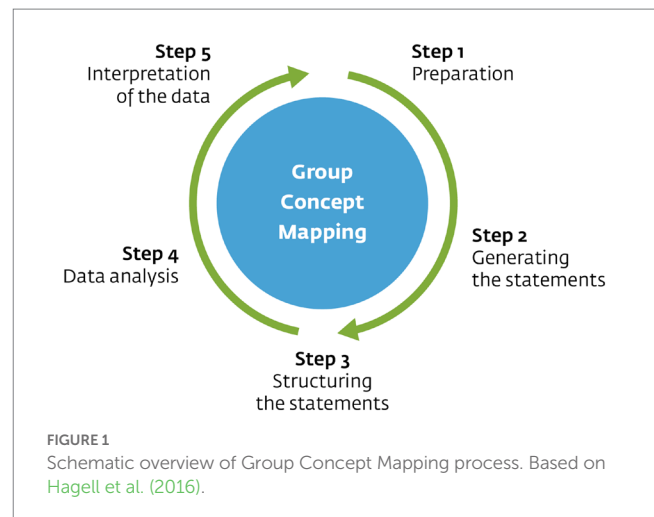 Step 1
Preparation
Step 2
Generating
the statements
Step 3
Structuring
the statements
Step 4
Data analysis
Step 5
Interpretation
of the data
Group
Concept
Mapping
FIGURE 1
Schematic overview of Group Concept Mapping process. Based on
Hagell et al. (2016).